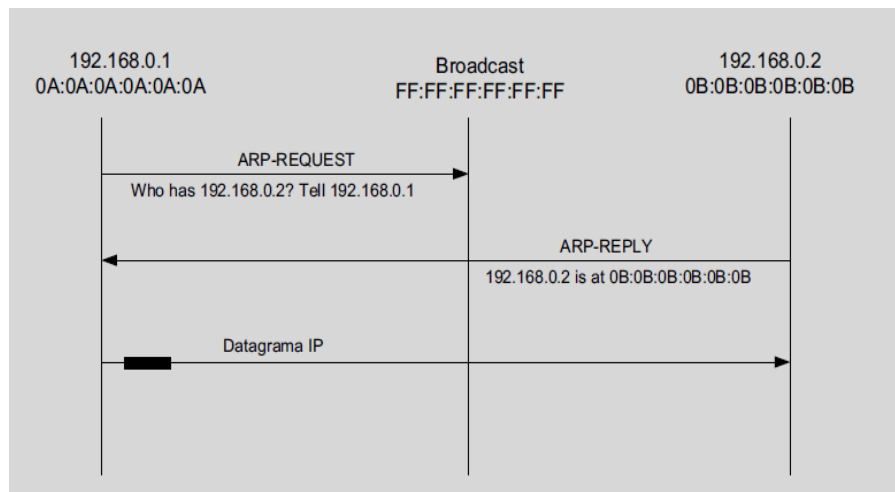 192.168.0.1
0A:0A:0A:0A:0A:0A
Broadcast
FF:FF:FF:FF:FF:FF
192.168.0.2
0B:0B:0B:0B:0B:0B
ARP-REQUEST
Who has 192.168.0.2? Tell 192.168.0.1
ARP-REPLY
192.168.0.2 is at 0B:0B:0B:0B:0B:0B
Datagrama IP